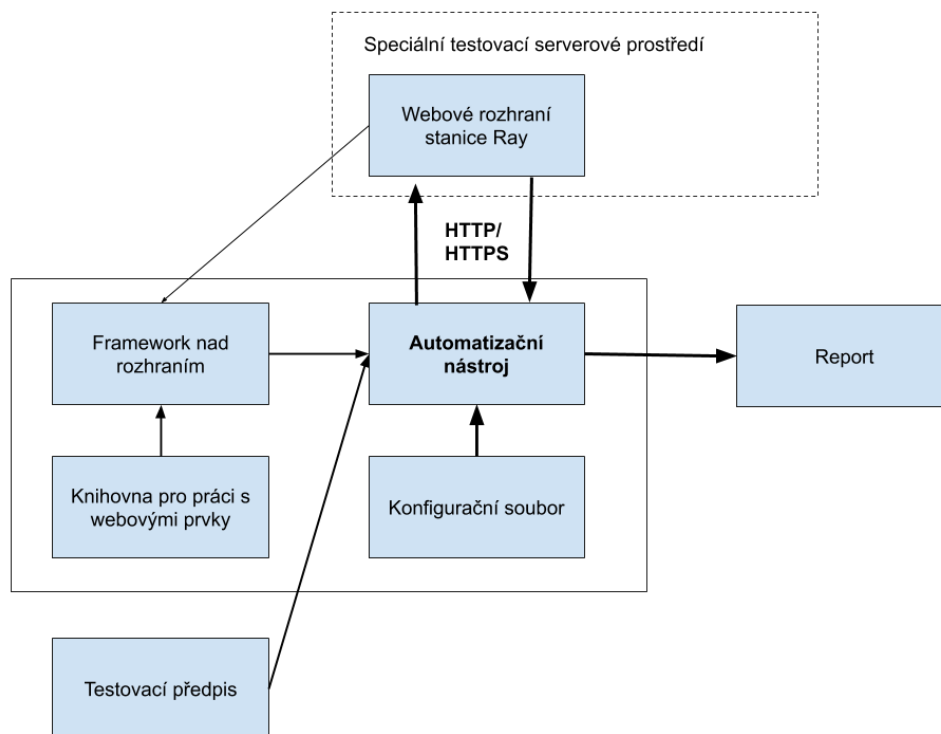 Speciální testovací serverové prostředí
Webové rozhraní
stanice Ray
HTTP/
HTTPS
Framework nad
rozhraním
Automatizační
nástroj
Report
Knihovna pro práci s
webovými prvky
Konfigurační soubor
Testovací předpis